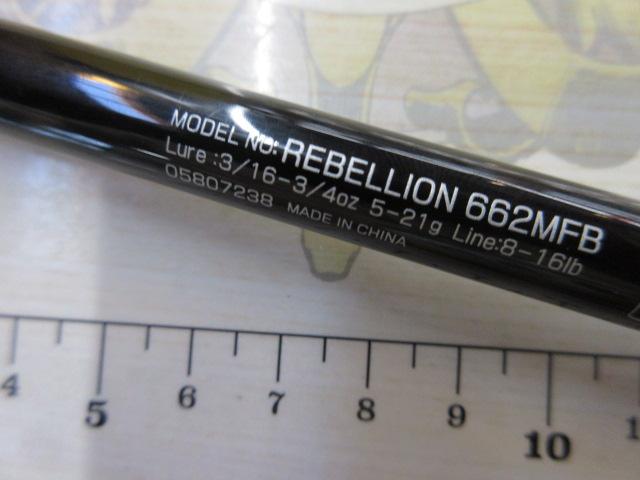 MODEL NO: REBELLION 662MFB
Lure :3/16-3/4oz 5-21g Line:8-16lb
05807238 MADE IN CHINA
4 5 6 7 8 9 10